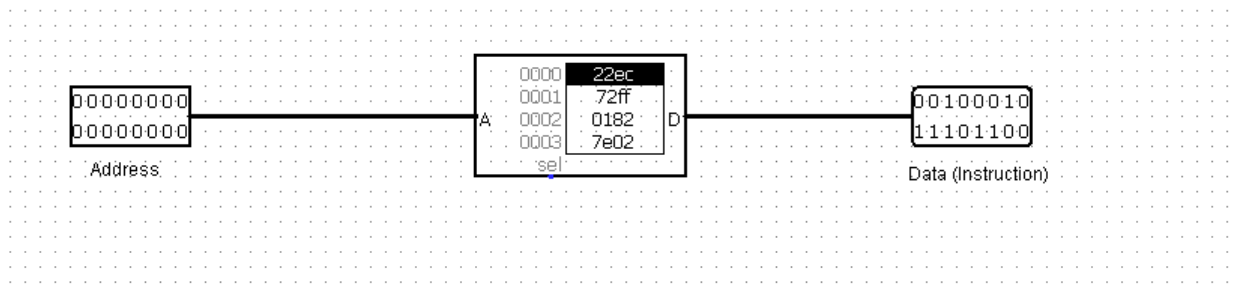 00000000
00000000
Address
A
0000 22ec
0001 72ff
0002 0182
0003 7e02
sel
D
00100010
11101100
Data (Instruction)